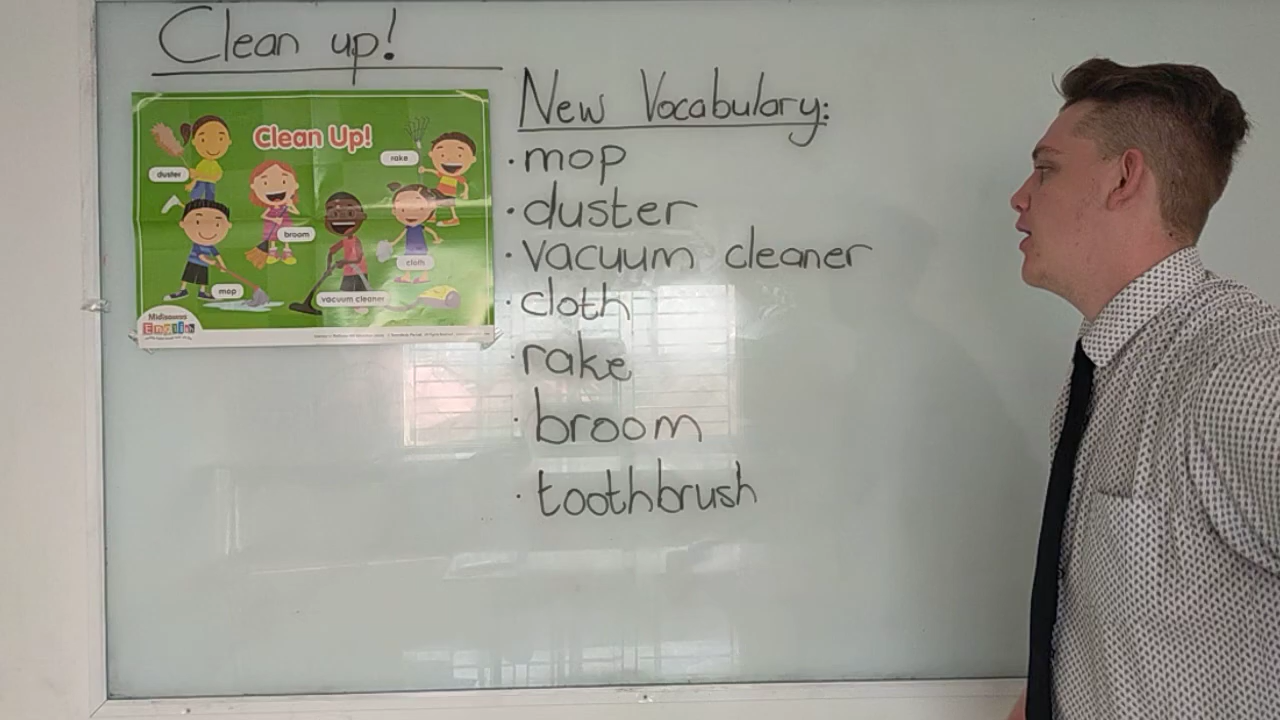 Clean up!
New Vocabulary:
Clean Up!
rake
duster
broom
cloth
mop
vacuum cleaner
Midisaurus
English
· mop
· duster
· vacuum cleaner
· cloth
· rake
· broom
· toothbrush